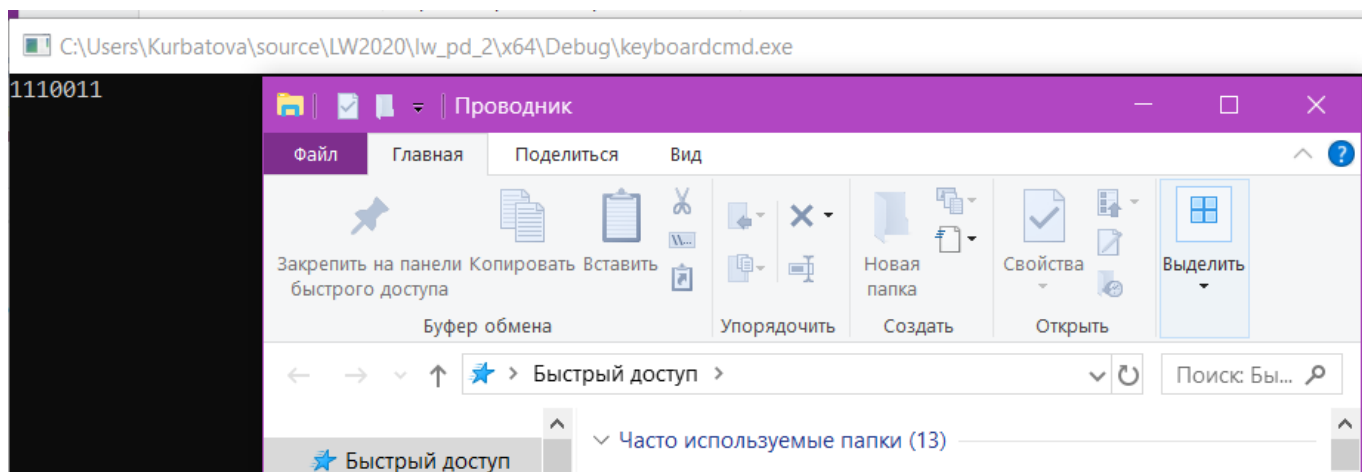 C:\Users\Kurbatova\source\LW2020\lw_pd_2\x64\Debug\keyboardcmd.exe
1110011
Проводник
Файл Главная Поделиться Вид
Закрепить на панели быстрого доступа
Копировать
Вставить
Новая папка
Свойства
Выделить
Буфер обмена Упорядочить Создать Открыть
Быстрый доступ
Поиск: Бы...
Быстрый доступ
Часто используемые папки (13)